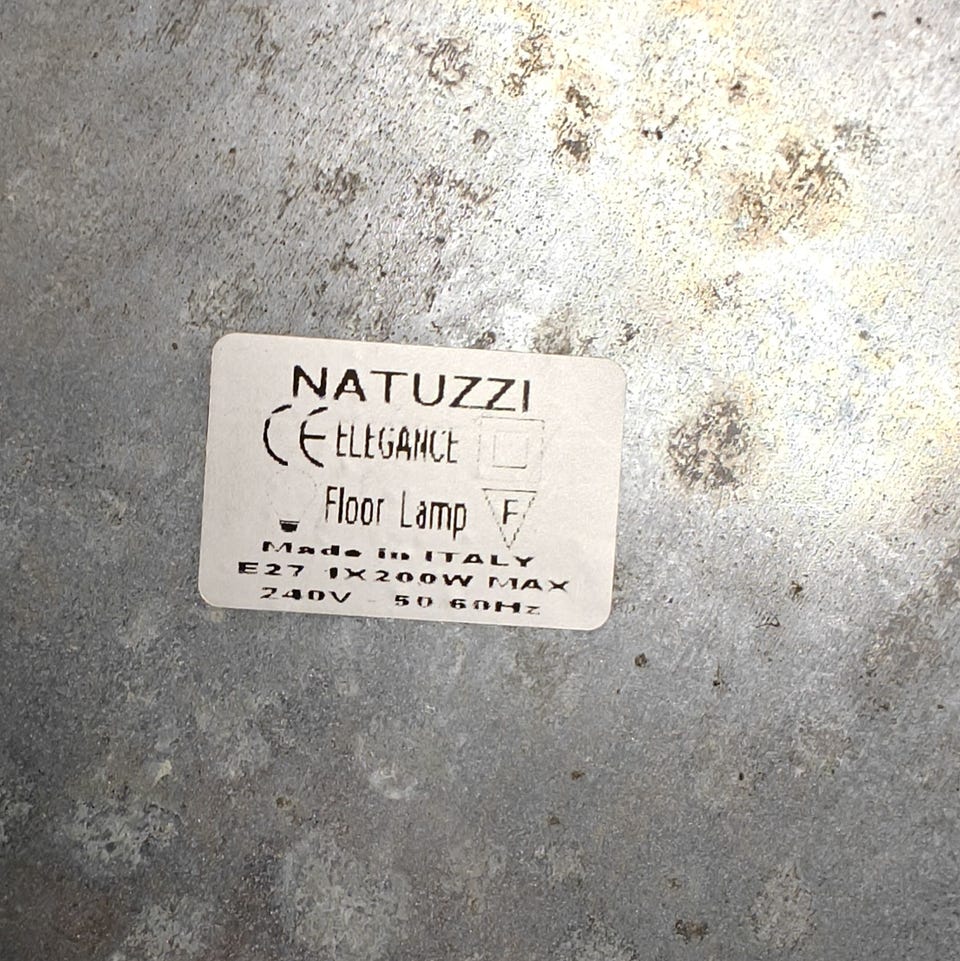 NATUZZI
CE ELEGANCE
Floor Lamp F
Made in ITALY
E27 1X200W MAX
240V - 50 60Hz